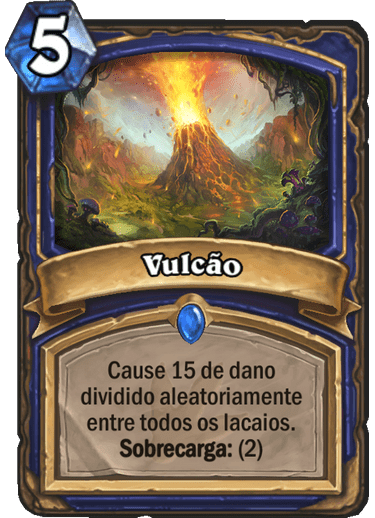 5
Vulcão
Cause 15 de dano
dividido aleatoriamente
entre todos os lacaios.
Sobrecarga: (2)